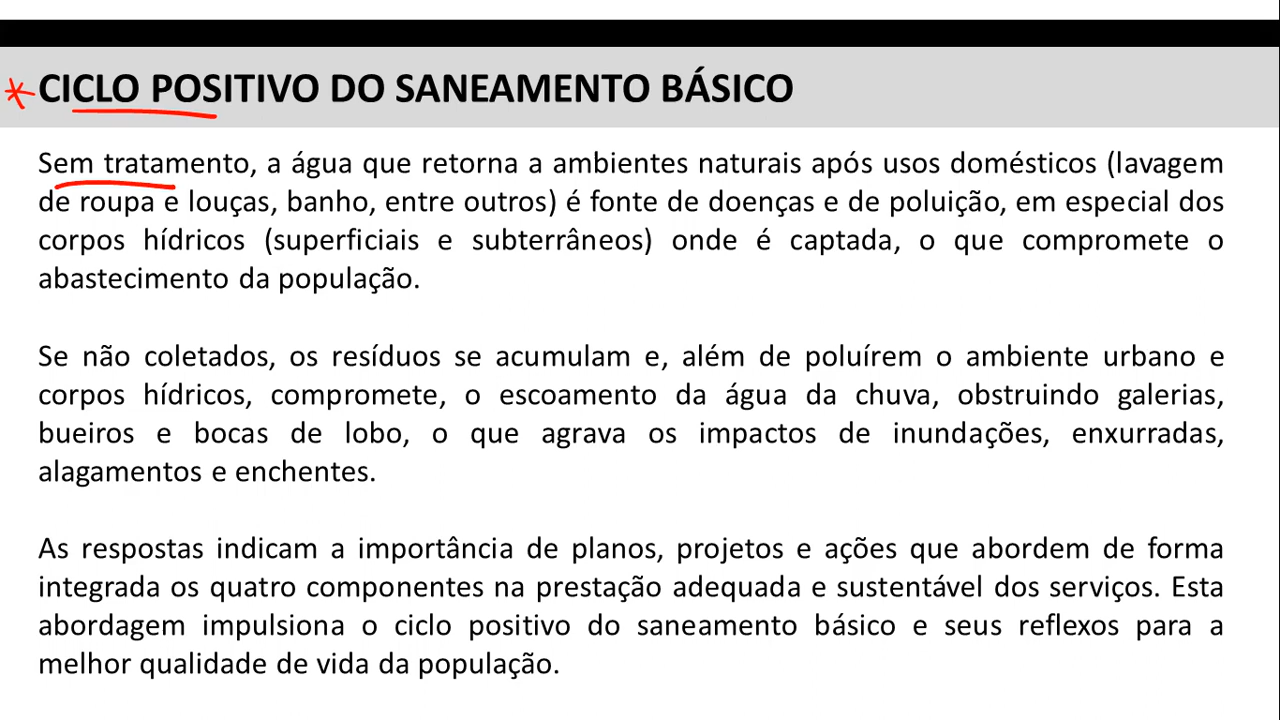 CICLO POSITIVO DO SANEAMENTO BÁSICO
Sem tratamento, a água que retorna a ambientes naturais após usos domésticos (lavagem
de roupa e louças, banho, entre outros) é fonte de doenças e de poluição, em especial dos
corpos hídricos (superficiais e subterrâneos) onde é captada, o que compromete o
abastecimento da população.
Se não coletados, os resíduos se acumulam e, além de poluírem o ambiente urbano e
corpos hídricos, compromete, o escoamento da água da chuva, obstruindo galerias,
bueiros e bocas de lobo, o que agrava os impactos de inundações, enxurradas,
alagamentos e enchentes.
As respostas indicam a importância de planos, projetos e ações que abordem de forma
integrada os quatro componentes na prestação adequada e sustentável dos serviços. Esta
abordagem impulsiona o ciclo positivo do saneamento básico e seus reflexos para a
melhor qualidade de vida da população.